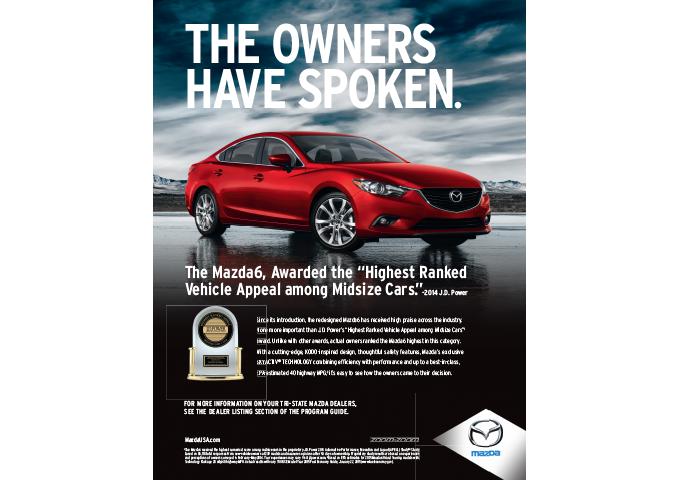 THE OWNERS
HAVE SPOKEN.
The Mazda6, Awarded the “Highest Ranked
Vehicle Appeal among Midsize Cars.” -2014 J.D. Power
Since its introduction, the redesigned Mazda6 has received high praise across the industry.
None more important than J.D. Power's "Highest Ranked Vehicle Appeal among Midsize Cars"
award. Unlike with other awards, actual owners ranked the Mazda6 highest in this category.
With a cutting-edge, KODO-inspired design, thoughtful safety features, Mazda's exclusive
SKYACTIV® TECHNOLOGY combining efficiency with performance and up to a best-in-class,
EPA-estimated 40 highway MPG, it's easy to see how the owners came to their decision.
FOR MORE INFORMATION ON YOUR TRI-STATE MAZDA DEALERS,
SEE THE DEALER LISTING SECTION OF THE PROGRAM GUIDE.
MazdaUSA.com
zoom-zoom
mazda